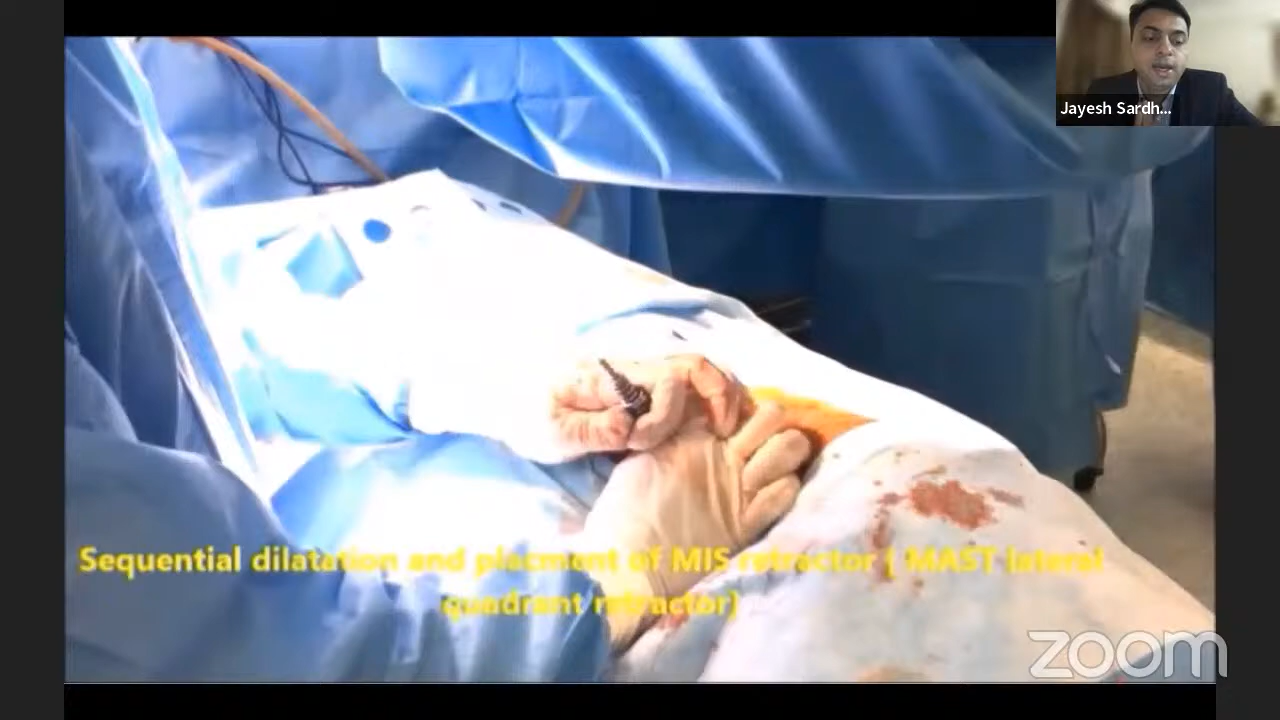 Jayesh Sardh...
Sequential dilatation and placment of MIS retractor ( MAST lateral
quadrant retractor)
zoom